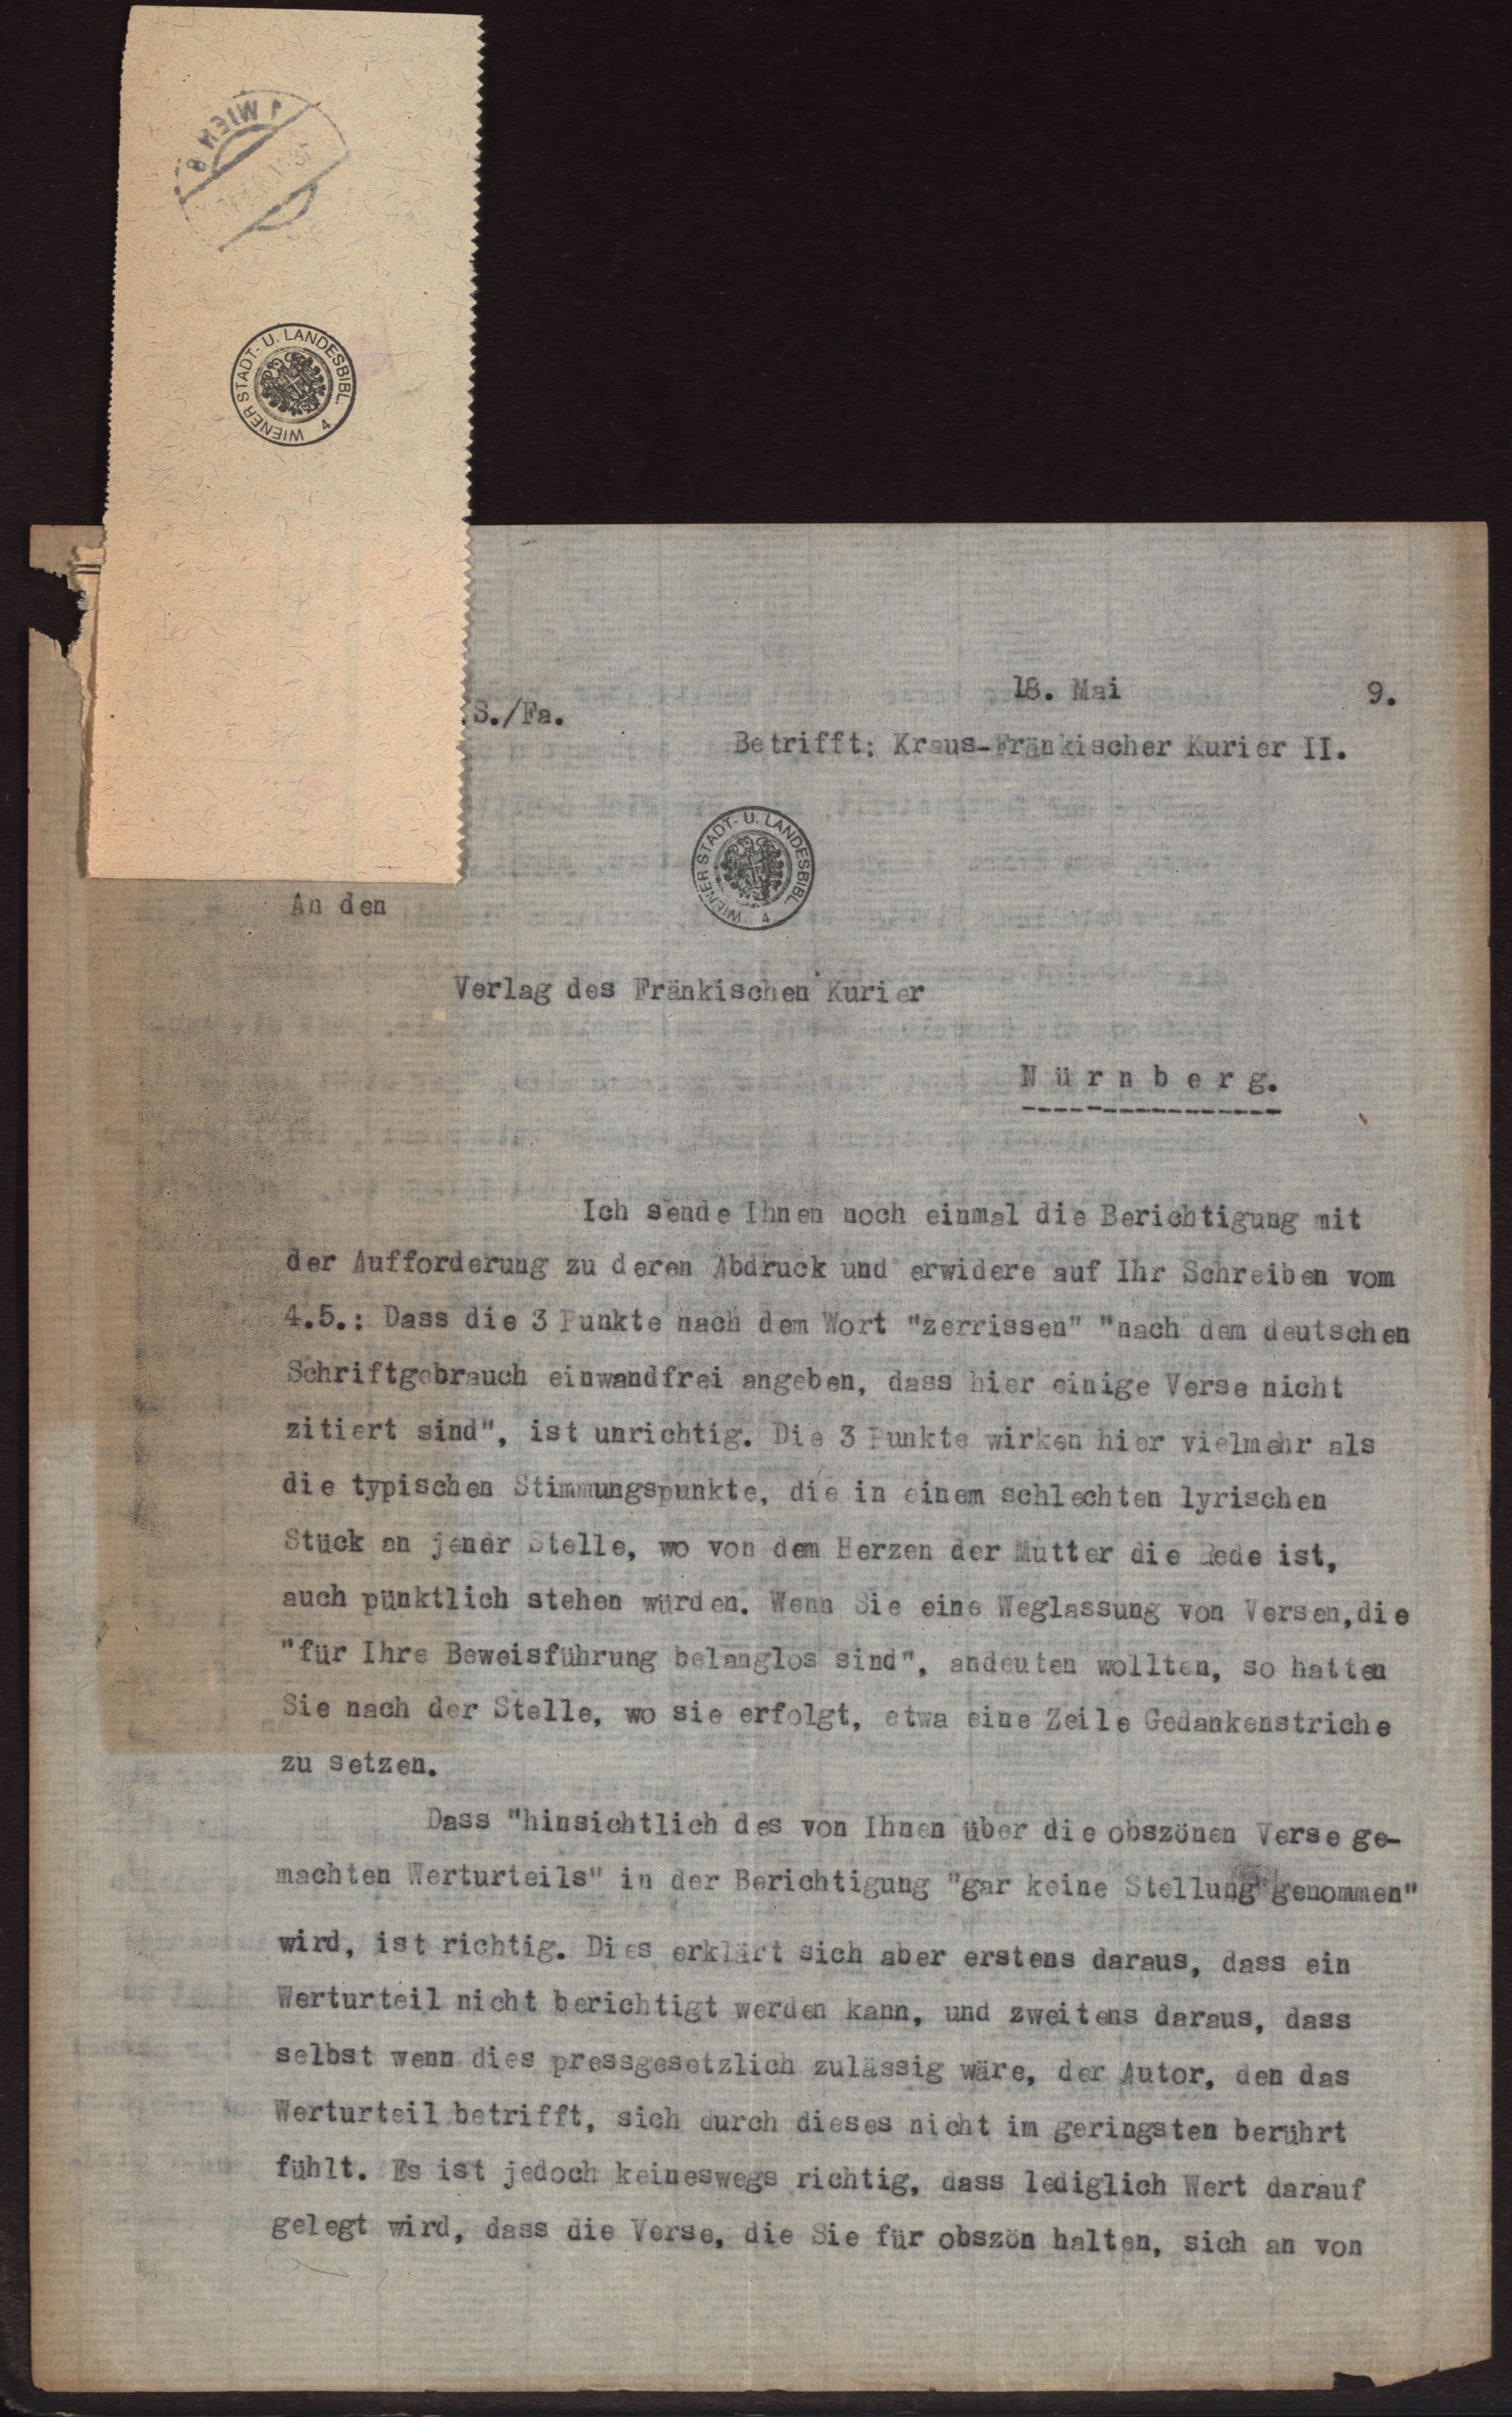 1 WIEN 8
WIENER STADT- U. LANDESBIBL. 4
18. Mai 9.
S./Fa.
Betrifft: Kraus-Fränkischer Kurier II.
WIENER STADT- U. LANDESBIBL. 4
An den
Verlag des Fränkischen Kurier
Nürnberg.
Ich sende Ihnen noch einmal die Berichtigung mit
der Aufforderung zu deren Abdruck und erwidere auf Ihr Schreiben vom
4.5.: Dass die 3 Punkte nach dem Wort "zerrissen" "nach dem deutschen
Schriftgebrauch einwandfrei angeben, dass hier einige Verse nicht
zitiert sind", ist unrichtig. Die 3 Punkte wirken hier vielmehr als
die typischen Stimmungspunkte, die in einem schlechten lyrischen
Stück an jener Stelle, wo von dem Herzen der Mutter die Rede ist,
auch pünktlich stehen würden. Wenn Sie eine Weglassung von Versen,die
"für Ihre Beweisführung belanglos sind", andeuten wollten, so hatten
Sie nach der Stelle, wo sie erfolgt, etwa eine Zeile Gedankenstriche
zu setzen.
Dass "hinsichtlich des von Ihnen über die obszönen Verse ge-
machten Werturteils" in der Berichtigung "gar keine Stellung genommen"
wird, ist richtig. Dies erklärt sich aber erstens daraus, dass ein
Werturteil nicht berichtigt werden kann, und zweitens daraus, dass
selbst wenn dies pressgesetzlich zulässig wäre, der Autor, den das
Werturteil betrifft, sich durch dieses nicht im geringsten berührt
fühlt. Es ist jedoch keineswegs richtig, dass lediglich Wert darauf
gelegt wird, dass die Verse, die Sie für obszön halten, sich an von